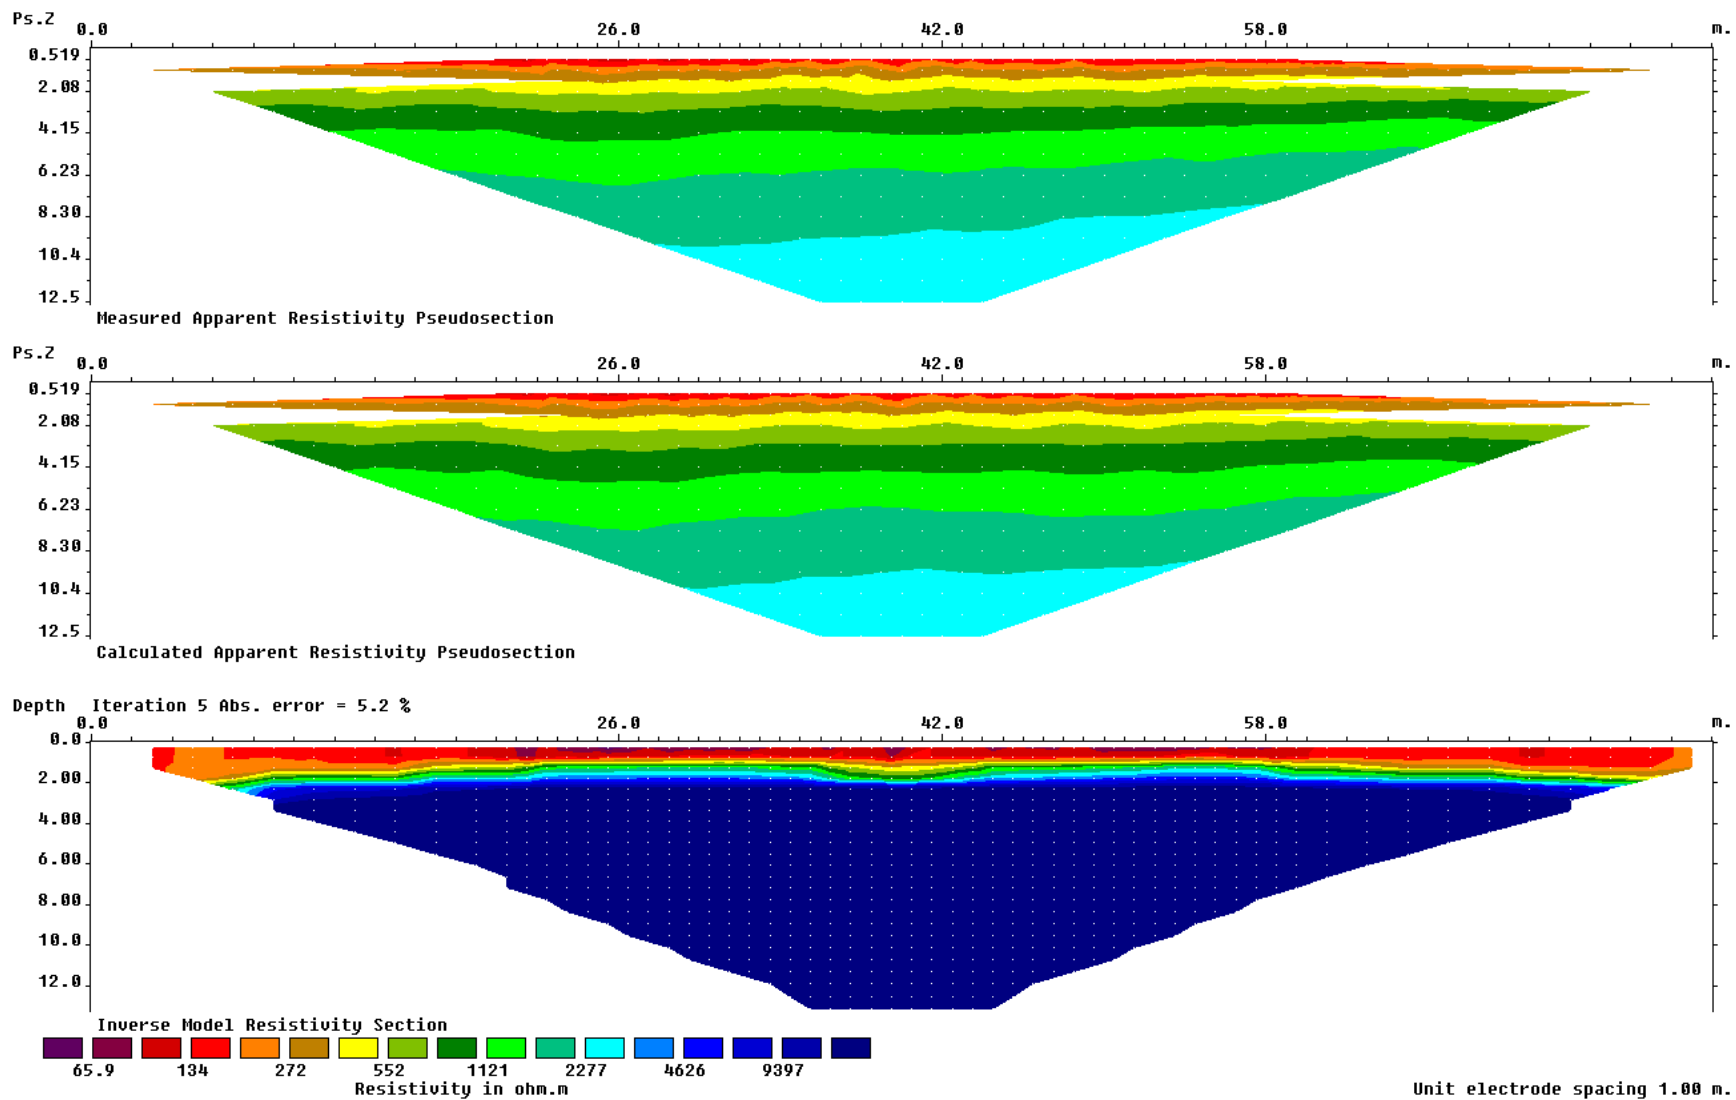 Ps.Z
0.0 26.0 42.0 58.0 m.
0.519
2.08
4.15
6.23
8.30
10.4
12.5
Measured Apparent Resistivity Pseudosection
Ps.Z
0.0 26.0 42.0 58.0 m.
0.519
2.08
4.15
6.23
8.30
10.4
12.5
Calculated Apparent Resistivity Pseudosection
Depth Iteration 5 Abs. error = 5.2 %
0.0 26.0 42.0 58.0 m.
0.0
2.00
4.00
6.00
8.00
10.0
12.0
Inverse Model Resistivity Section
65.9 134 272 552 1121 2277 4626 9397
Resistivity in ohm.m
Unit electrode spacing 1.00 m.